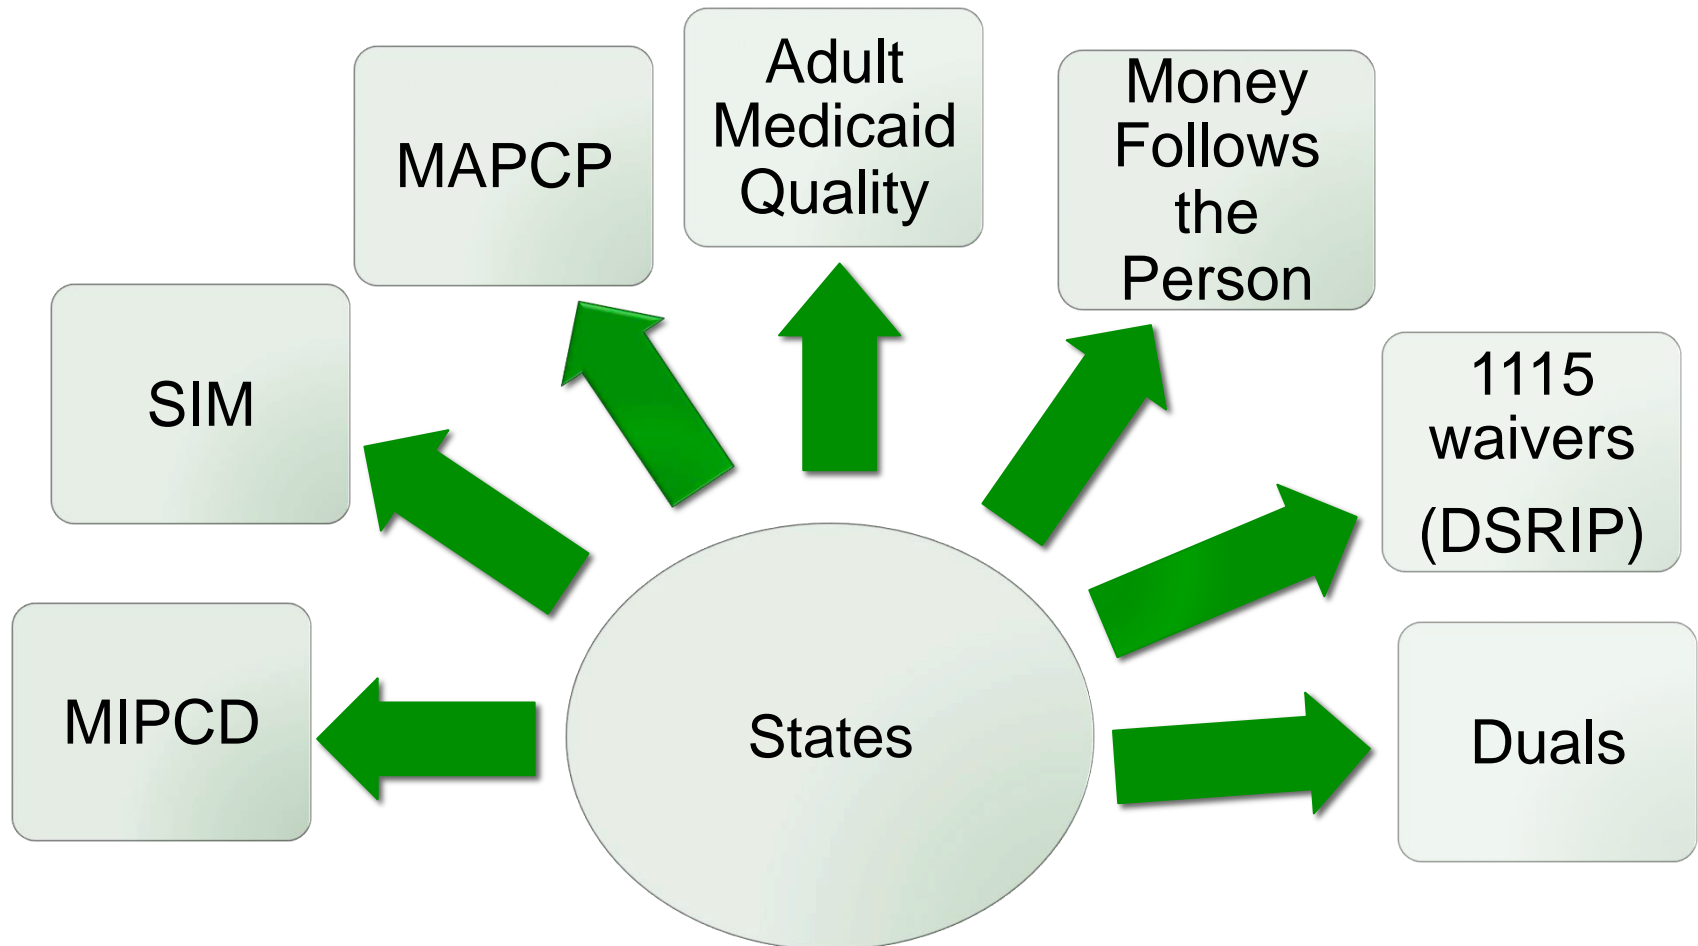 Adult
Medicaid
Quality
Money
Follows
the
Person
MAPCP
SIM
1115
waivers
(DSRIP)
MIPCD
States
Duals